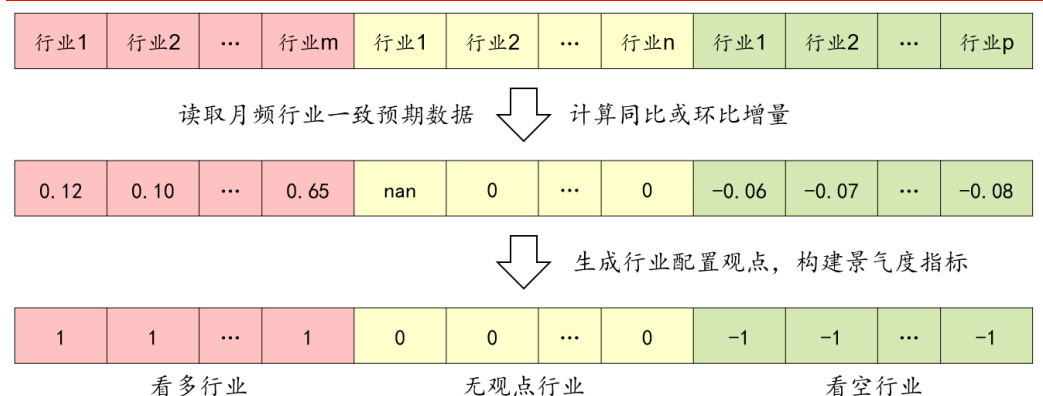 行业1 行业2 … 行业m 行业1 行业2 … 行业n 行业1 行业2 … 行业p
读取月频行业一致预期数据 计算同比或环比增量
0.12 0.10 … 0.65 nan 0 … 0 -0.06 -0.07 … -0.08
生成行业配置观点，构建景气度指标
1 1 … 1 0 0 … 0 -1 -1 … -1
看多行业 无观点行业 看空行业